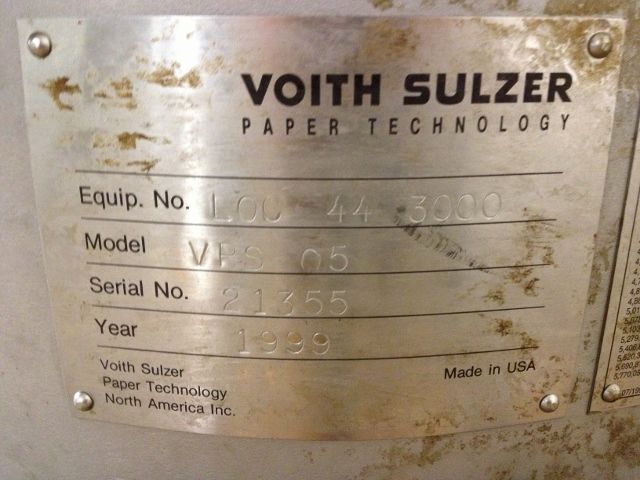 VOITH SULZER
PAPER TECHNOLOGY
Equip. No. LOC 44 3000
Model VPS 05
Serial No. 21355
Year 1999
Voith Sulzer
Paper Technology
North America Inc.
Made in USA